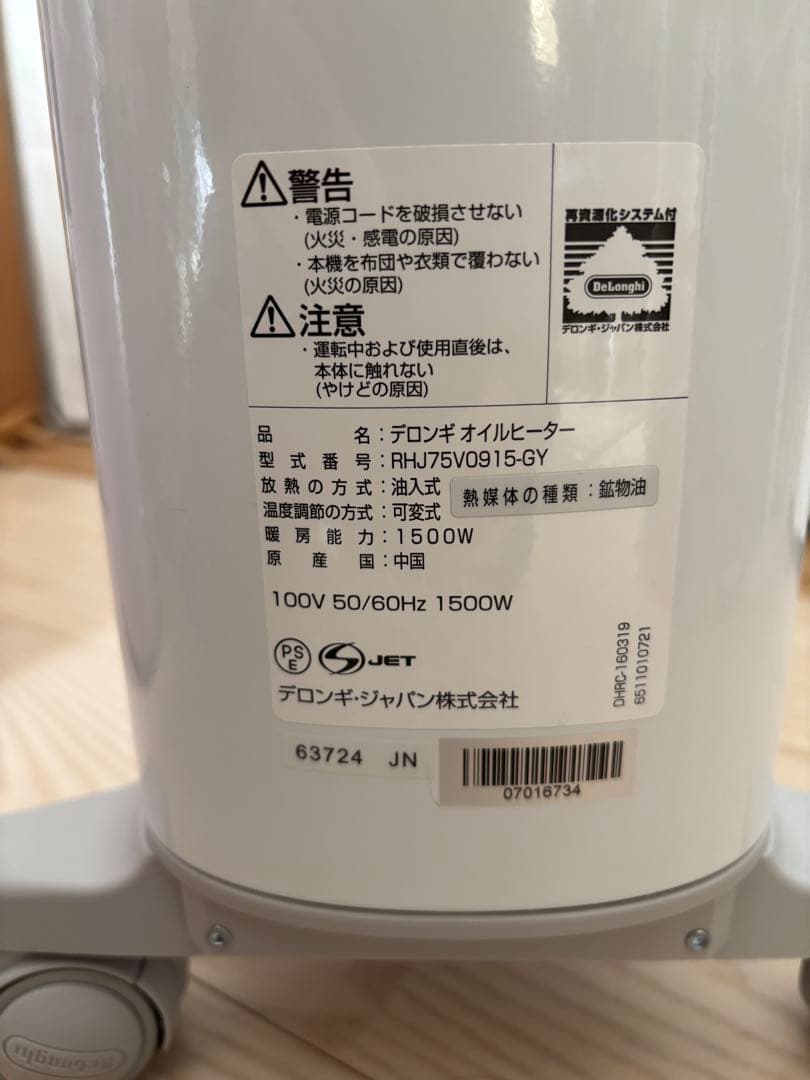 警告
・電源コードを破損させない
(火災・感電の原因)
・本機を布団や衣類で覆わない
(火災の原因)
注意
・運転中および使用直後は、
本体に触れない
(やけどの原因)
再資源化システム付
DeLonghi
デロンギ・ジャパン株式会社
品名：デロンギ オイルヒーター
型式番号：RHJ75V0915-GY
放熱の方式：油入式
熱媒体の種類：鉱物油
温度調節の方式：可変式
暖房能力：1500W
原産国：中国
100V 50/60Hz 1500W
PSE
JET
デロンギ・ジャパン株式会社
DHRC-160319
6511010721
63724 JN
07016734
DeLonghi